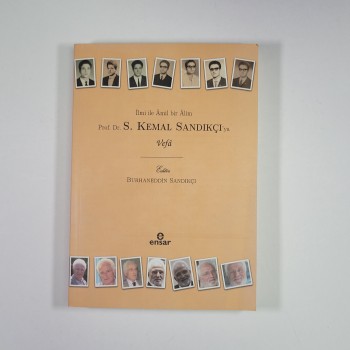 İlmi ile Âmil bir Âlim
Prof. Dr. S. KEMAL SANDIKÇI'ya
Vefâ
Editör
BURHANEDDİN SANDIKÇI
ensar